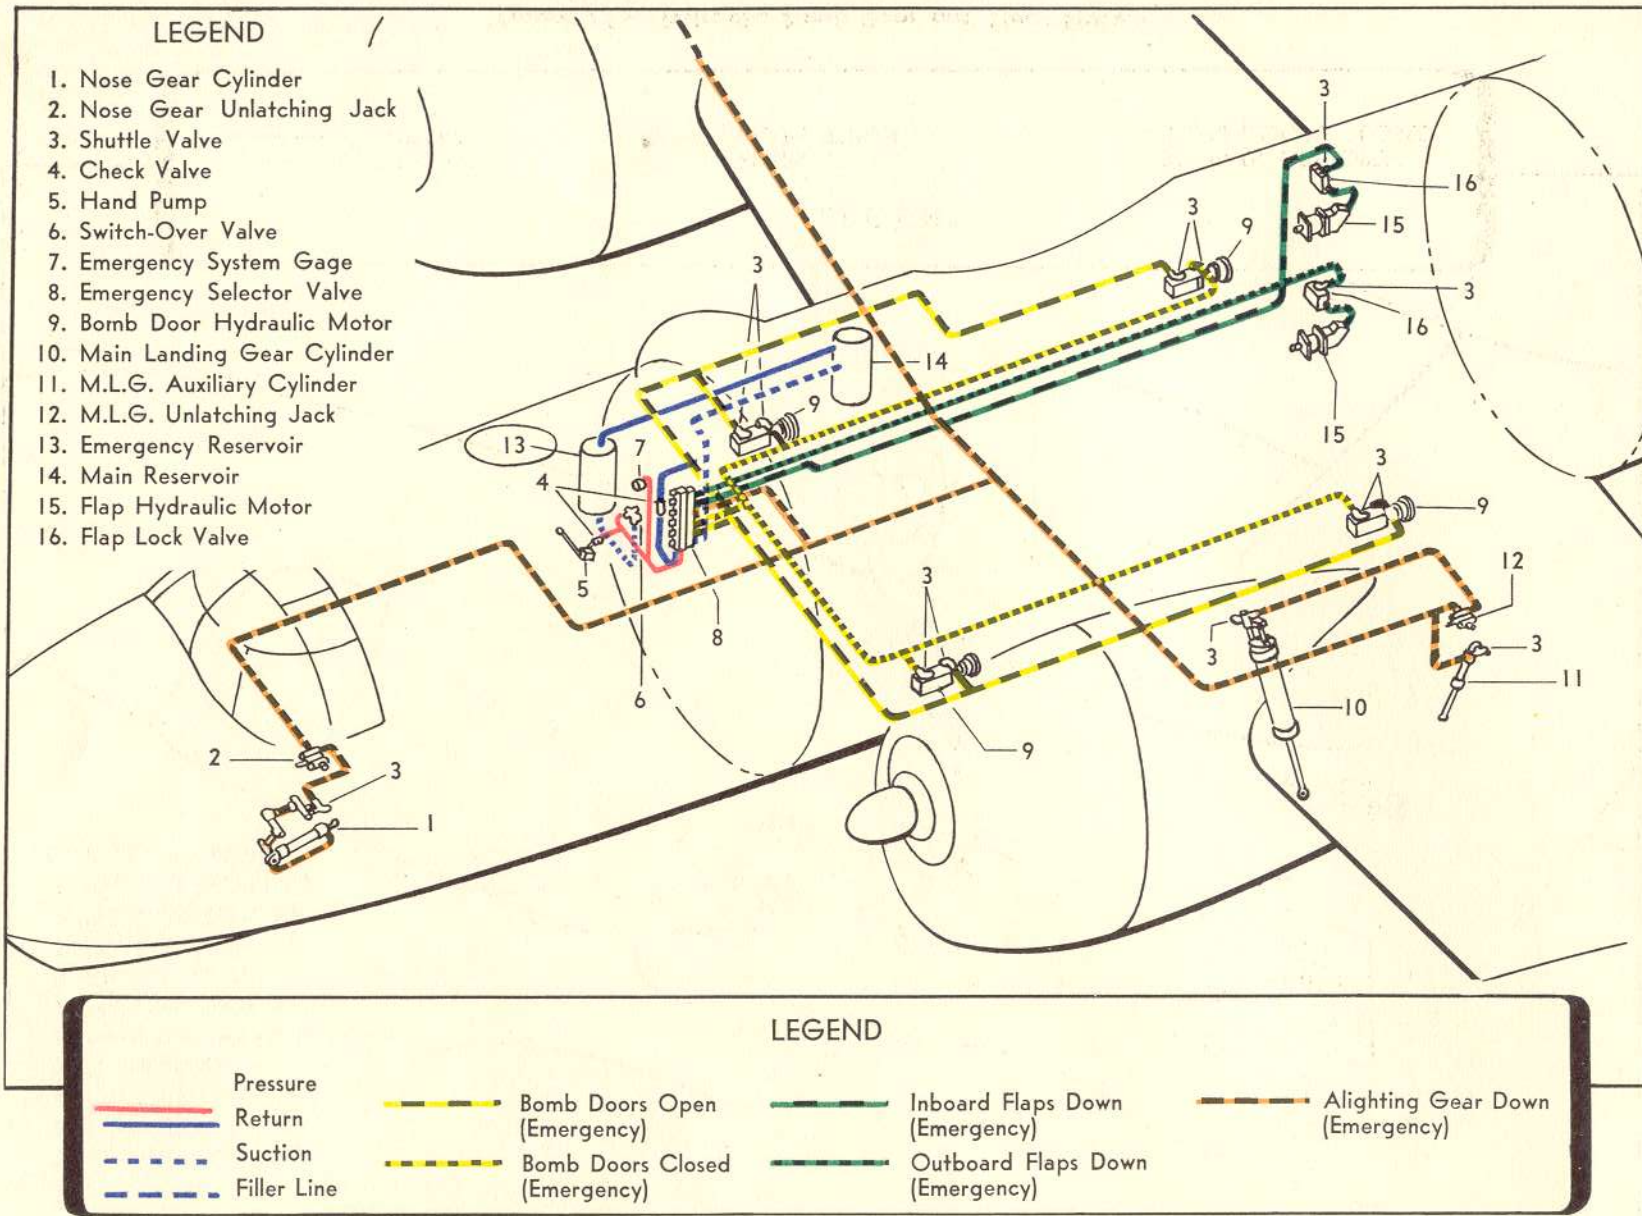 LEGEND
1. Nose Gear Cylinder
2. Nose Gear Unlatching Jack
3. Shuttle Valve
4. Check Valve
5. Hand Pump
6. Switch-Over Valve
7. Emergency System Gage
8. Emergency Selector Valve
9. Bomb Door Hydraulic Motor
10. Main Landing Gear Cylinder
11. M.L.G. Auxiliary Cylinder
12. M.L.G. Unlatching Jack
13. Emergency Reservoir
14. Main Reservoir
15. Flap Hydraulic Motor
16. Flap Lock Valve
3
16
3
9
15
3
3
16
14
9
15
13
7
4
3
9
5
3
12
8
3
3
6
11
10
9
2
3
1
LEGEND
Pressure
Return
Suction
Filler Line
Bomb Doors Open
(Emergency)
Bomb Doors Closed
(Emergency)
Inboard Flaps Down
(Emergency)
Outboard Flaps Down
(Emergency)
Alighting Gear Down
(Emergency)